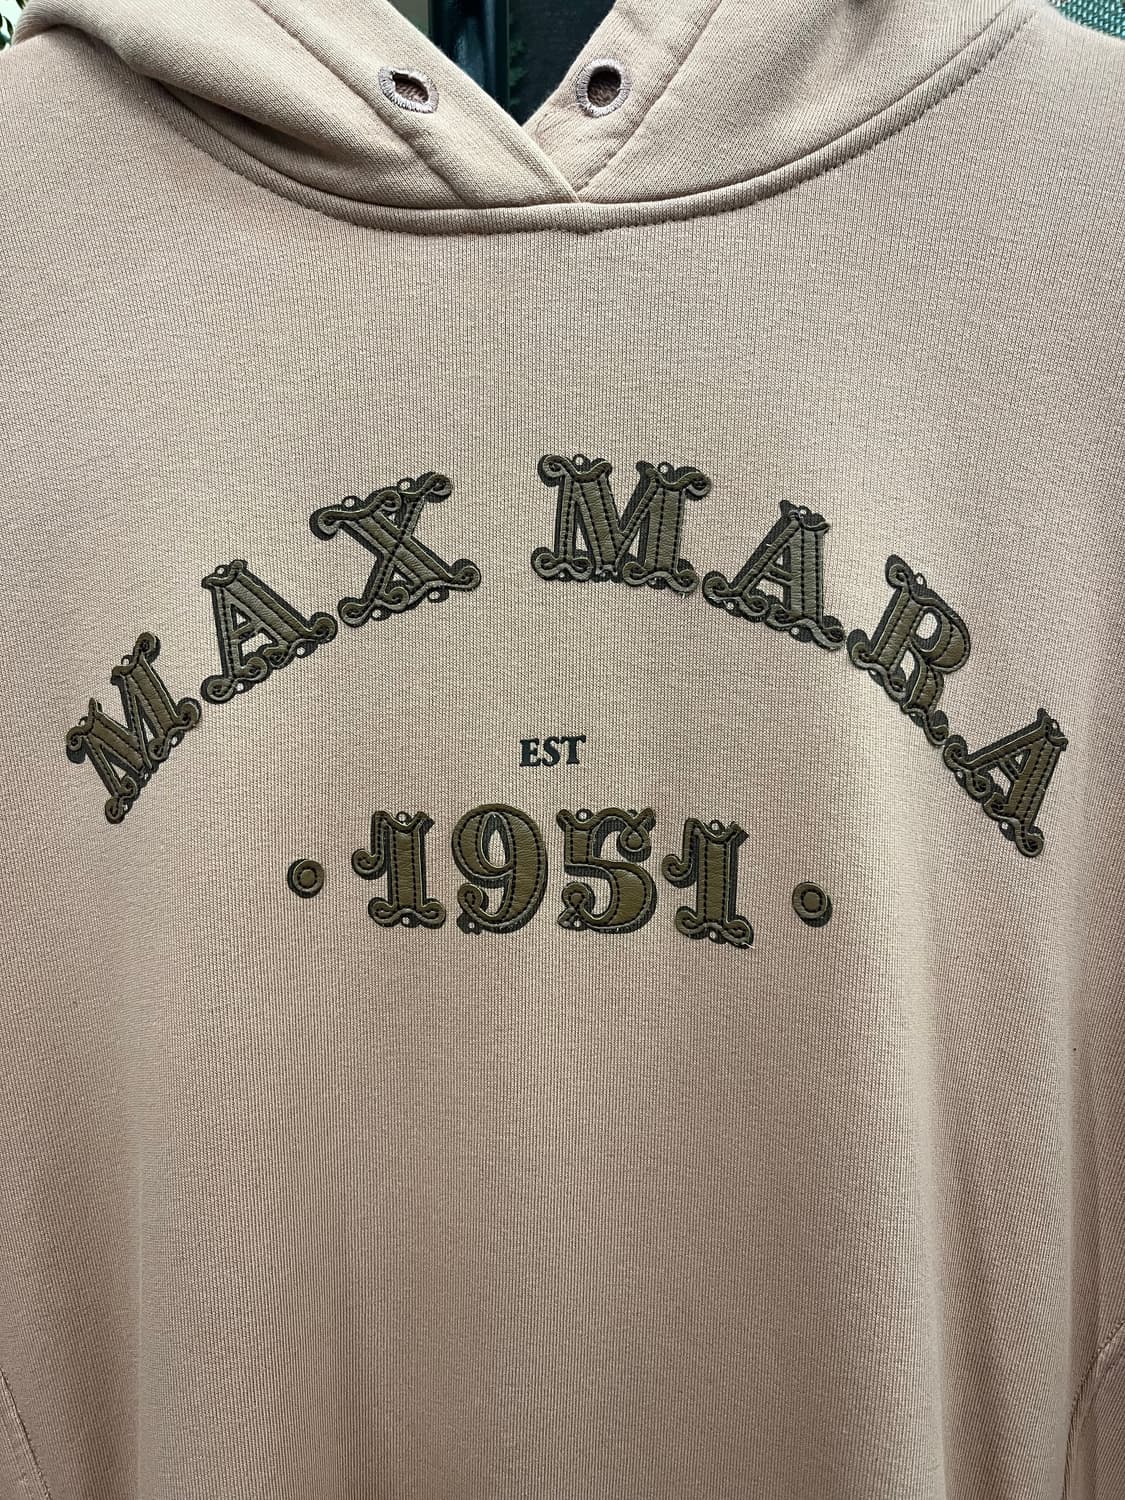 MAX MARA
EST
• 1951 •